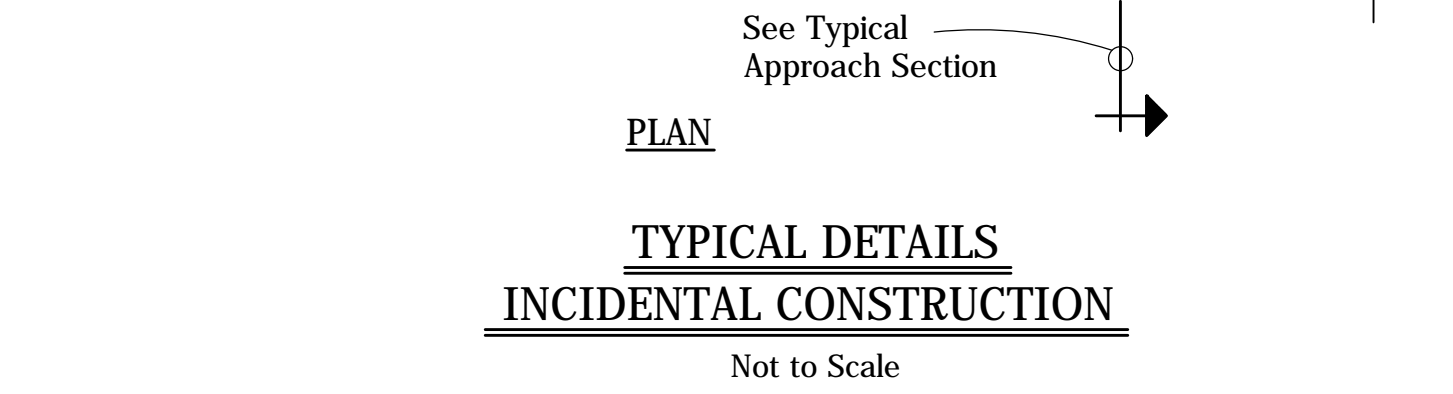 See Typical
Approach Section
PLAN
TYPICAL DETAILS
INCIDENTAL CONSTRUCTION
Not to Scale